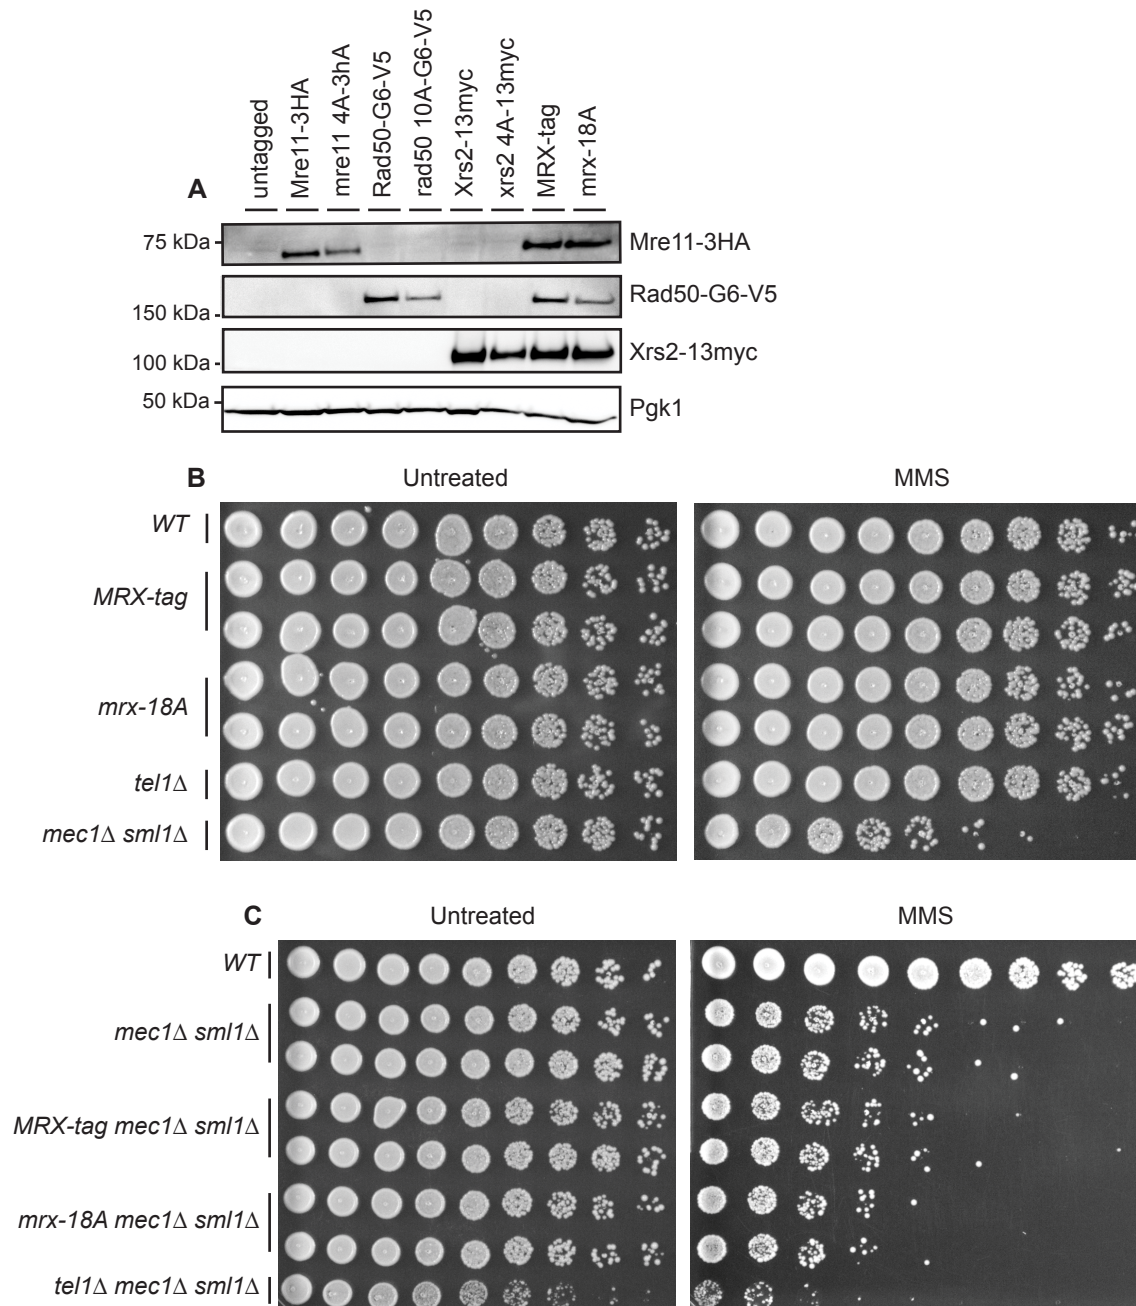 A
untagged
Mre11-3HA
mre11 4A-3hA
Rad50-G6-V5
rad50 10A-G6-V5
Xrs2-13myc
xrs2 4A-13myc
MRX-tag
mrx-18A
75 kDa
Mre11-3HA
150 kDa
Rad50-G6-V5
100 kDa
Xrs2-13myc
50 kDa
Pgk1
B
Untreated
MMS
WT
MRX-tag
mrx-18A
tel1Δ
mec1Δ sml1Δ
C
Untreated
MMS
WT
mec1Δ sml1Δ
MRX-tag mec1Δ sml1Δ
mrx-18A mec1Δ sml1Δ
tel1Δ mec1Δ sml1Δ